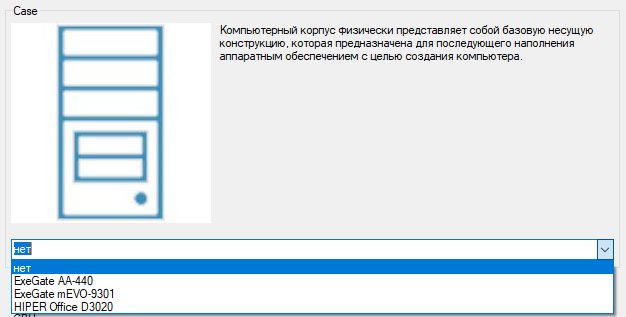 Case
Компьютерный корпус физически представляет собой базовую несущую
конструкцию, которая предназначена для последующего наполнения
аппаратным обеспечением с целью создания компьютера.
нет
нет
ExeGate AA-440
ExeGate mEVO-9301
HIPER Office D3020